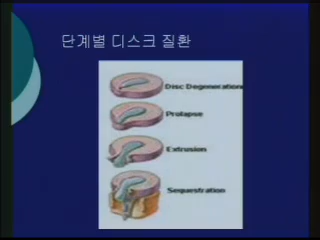 단계별 디스크 질환
Disc Degeneration
Prolapse
Extrusion
Sequestration